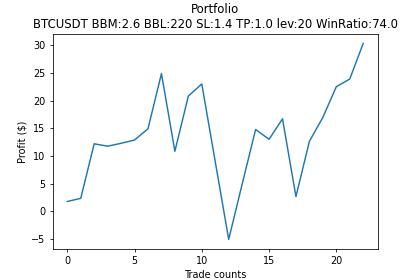 Portfolio
BTCUSDT BBM:2.6 BBL:220 SL:1.4 TP:1.0 lev:20 WinRatio:74.0
30
25
20
15
10
5
0
−5
Profit ($)
0 5 10 15 20
Trade counts